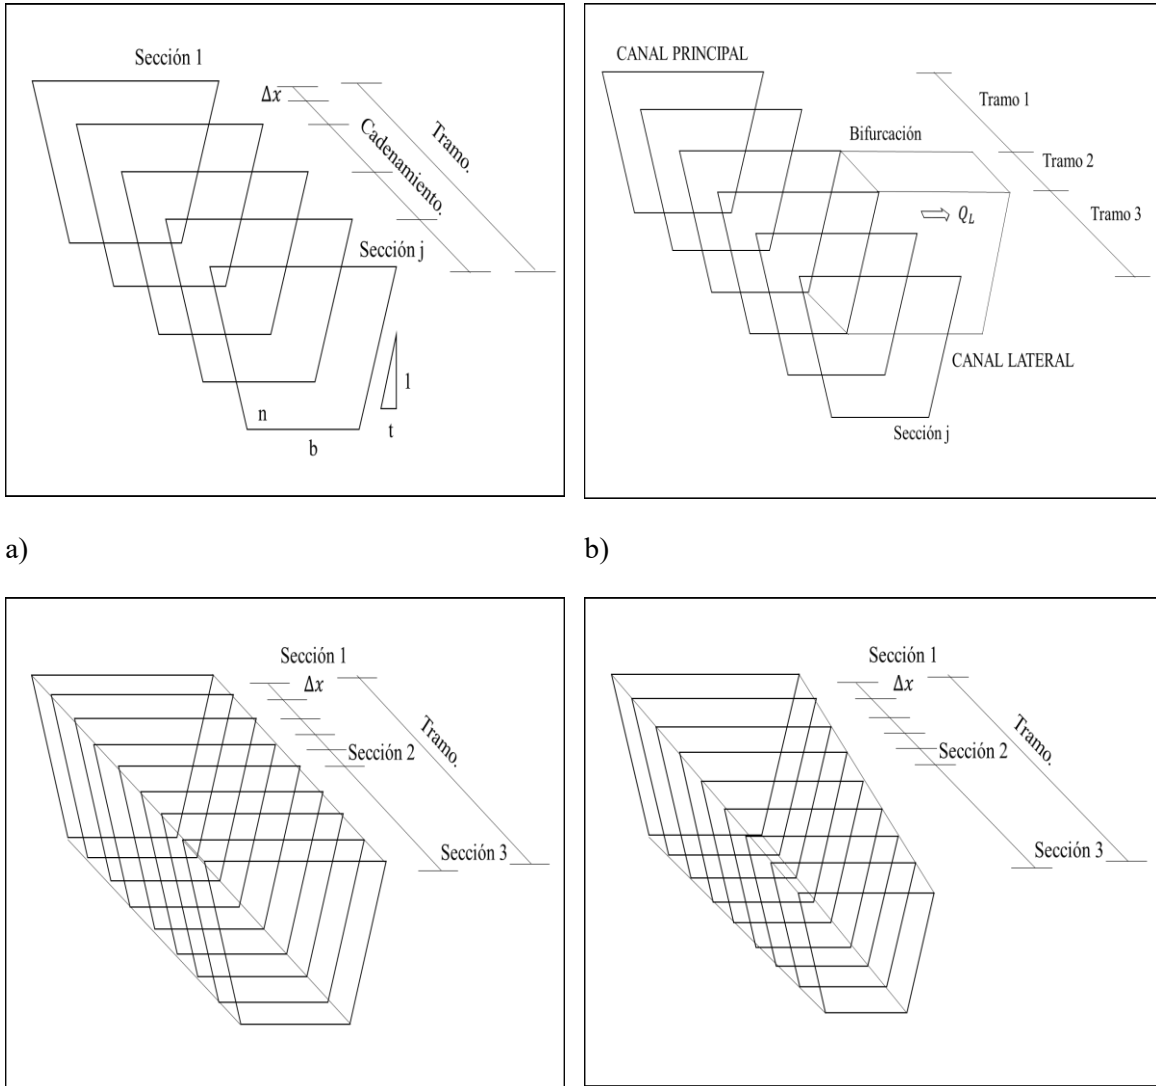 Sección 1
Δx
Cadenamiento.
Tramo.
Sección j
1
t
n
b
a)
CANAL PRINCIPAL
Tramo 1
Bifurcación
Tramo 2
Q_L
Tramo 3
CANAL LATERAL
Sección j
b)
Sección 1
Δx
Tramo.
Sección 2
Sección 3
Sección 1
Δx
Tramo.
Sección 2
Sección 3